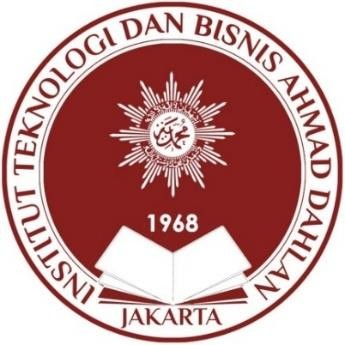 INSTITUT TEKNOLOGI DAN BISNIS AHMAD DAHLAN
1968
JAKARTA